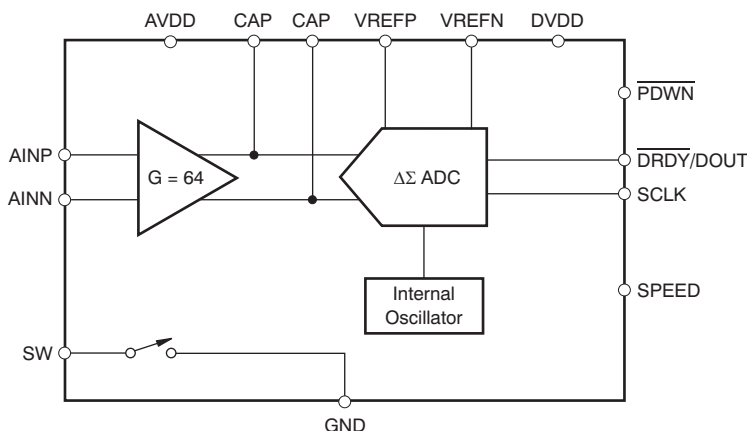 AVDD CAP CAP VREFP VREFN DVDD
PDWN
AINP
G = 64
ΔΣ ADC
DRDY/DOUT
AINN
SCLK
Internal
Oscillator
SPEED
SW
GND